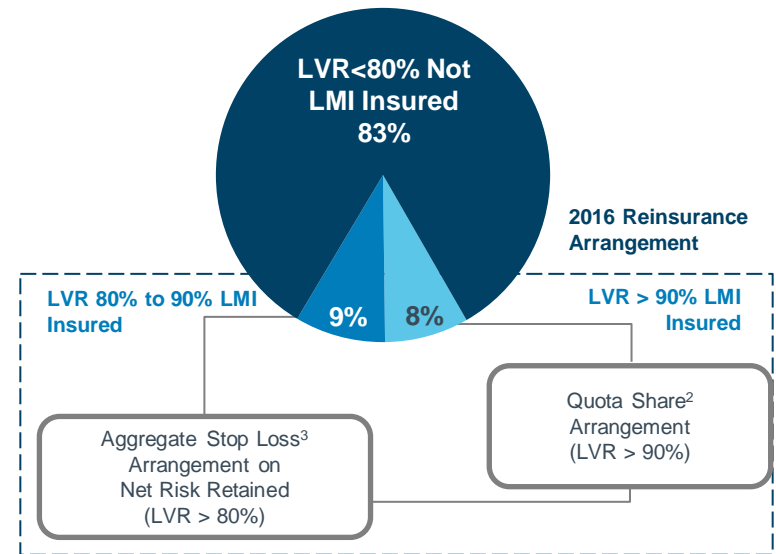 LVR<80% Not
LMI Insured
83%
2016 Reinsurance
Arrangement
LVR 80% to 90% LMI
Insured
9%
8%
LVR > 90% LMI
Insured
Quota Share²
Arrangement
(LVR > 90%)
Aggregate Stop Loss³
Arrangement on
Net Risk Retained
(LVR > 80%)